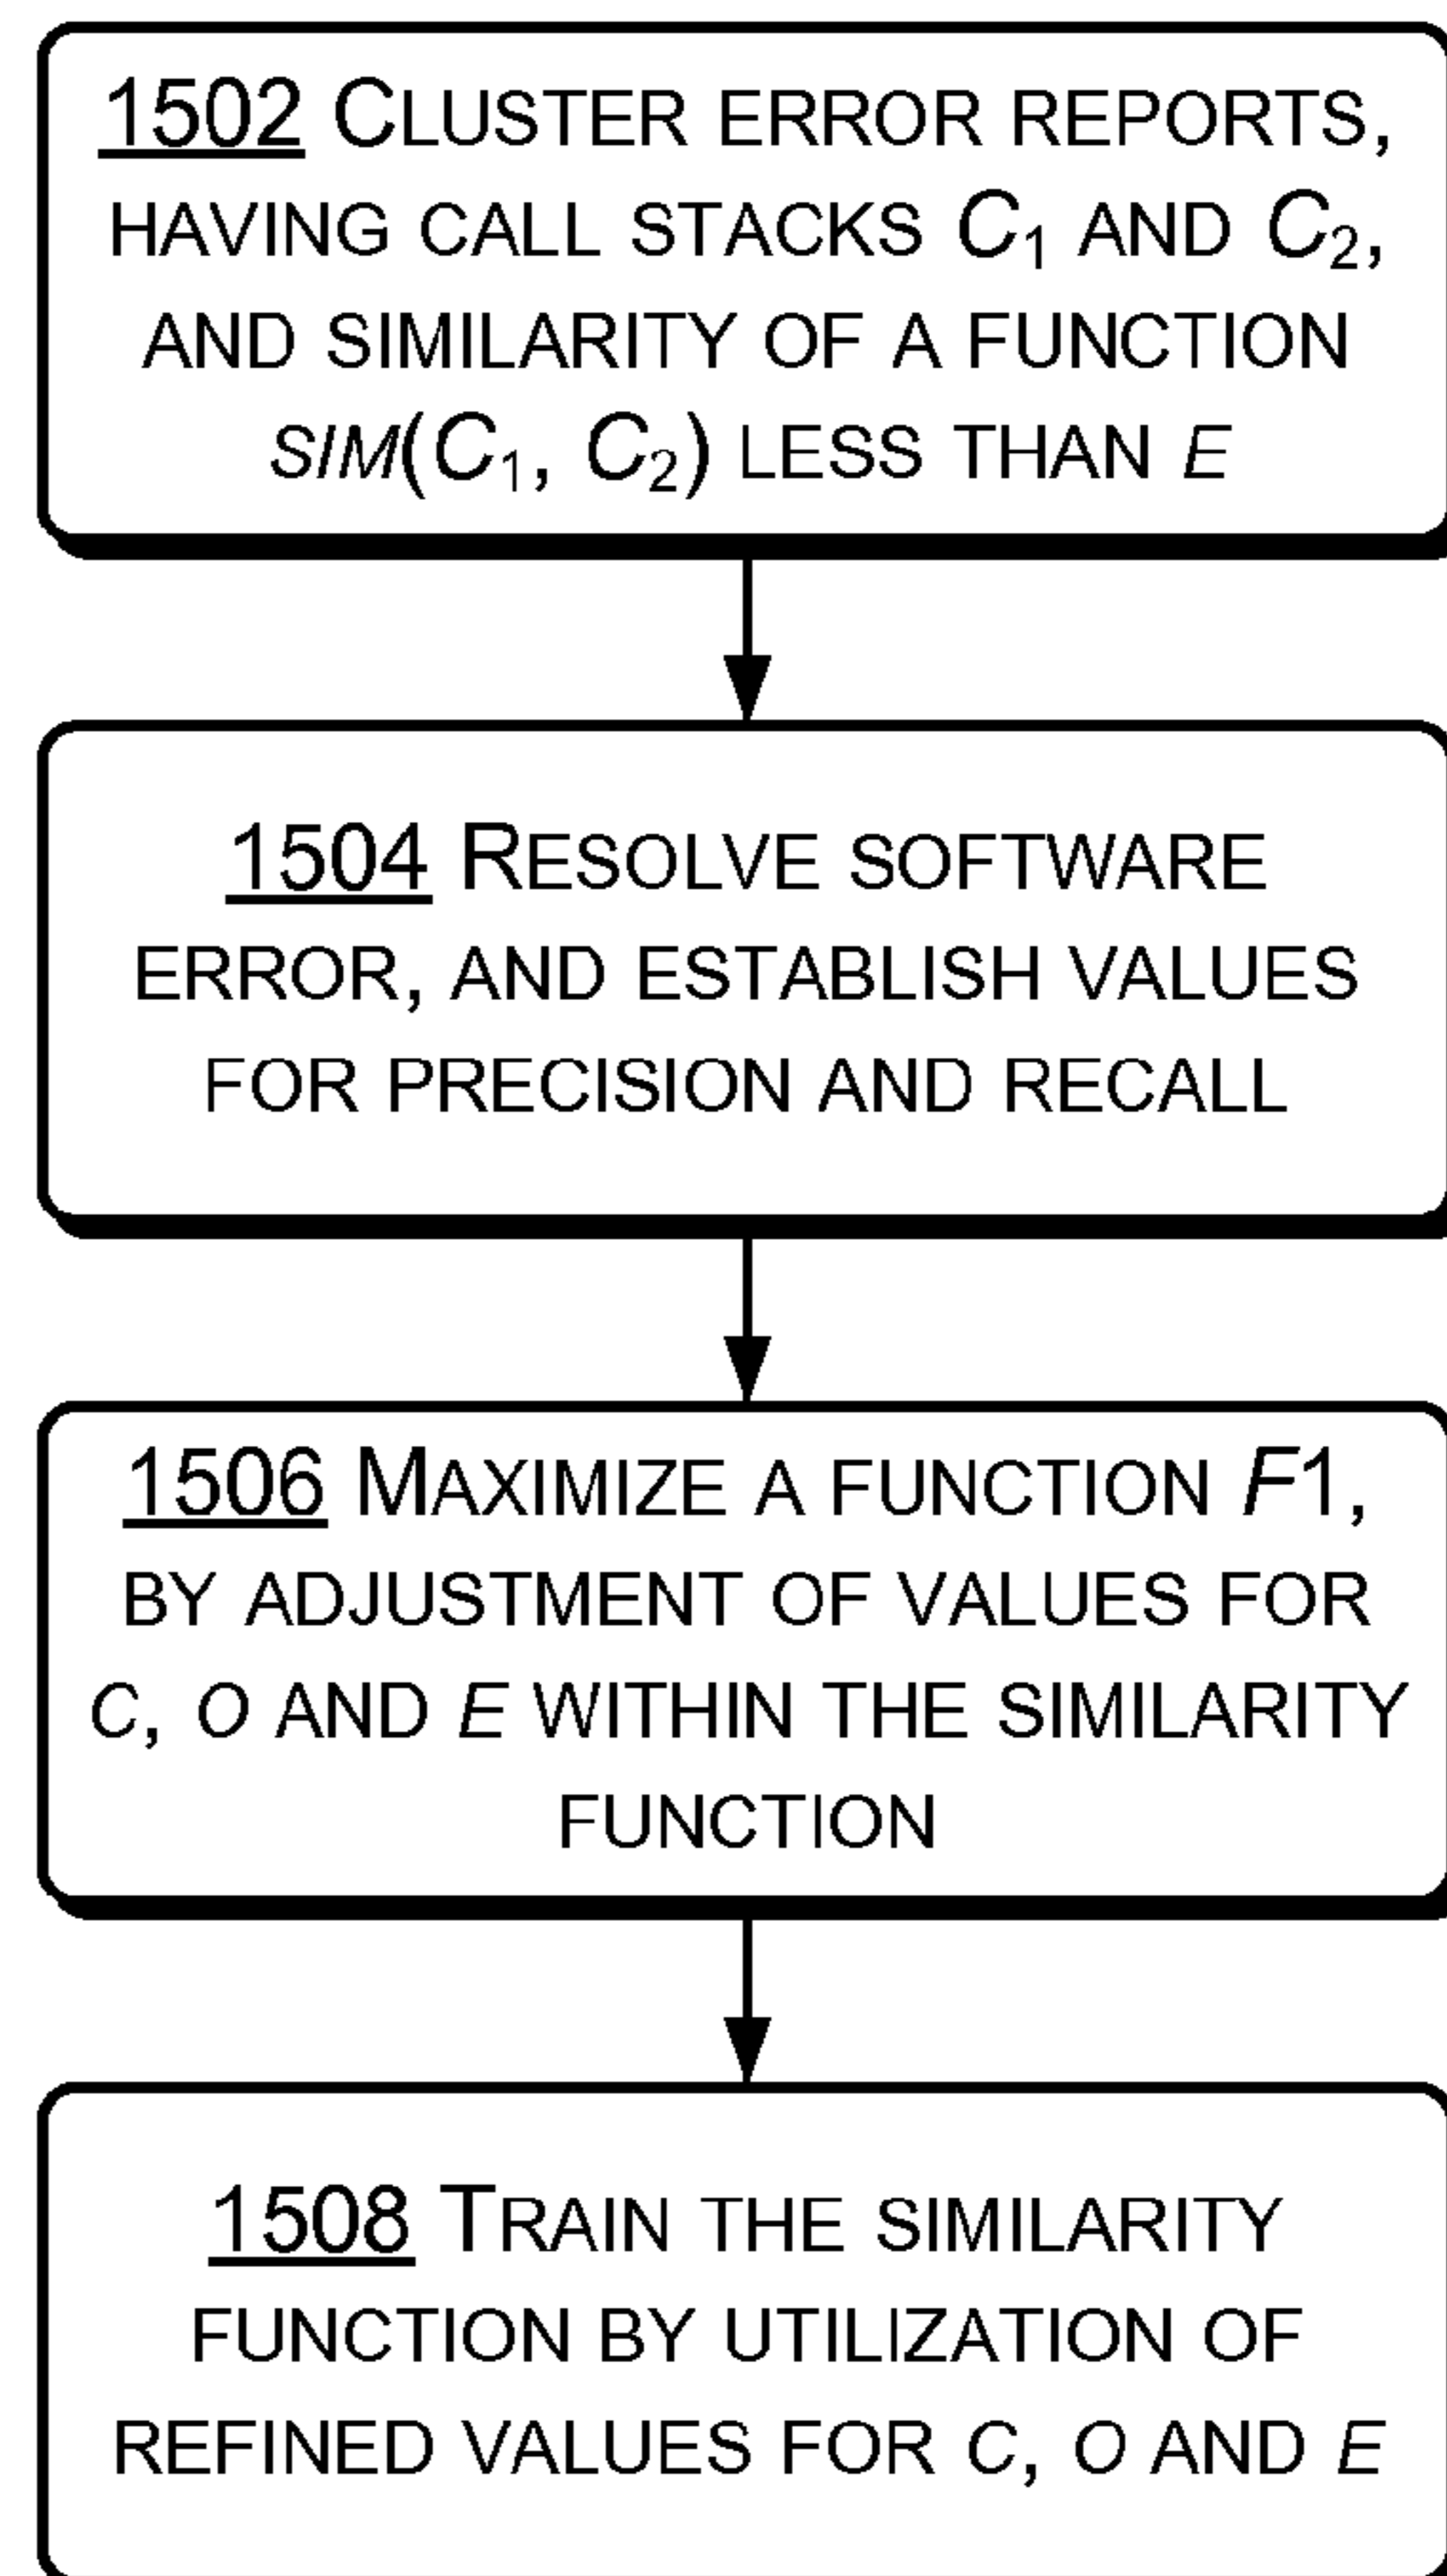 1502 CLUSTER ERROR REPORTS,
HAVING CALL STACKS C₁ AND C₂,
AND SIMILARITY OF A FUNCTION
SIM(C₁, C₂) LESS THAN E
1504 RESOLVE SOFTWARE
ERROR, AND ESTABLISH VALUES
FOR PRECISION AND RECALL
1506 MAXIMIZE A FUNCTION F1,
BY ADJUSTMENT OF VALUES FOR
C, O AND E WITHIN THE SIMILARITY
FUNCTION
1508 TRAIN THE SIMILARITY
FUNCTION BY UTILIZATION OF
REFINED VALUES FOR C, O AND E